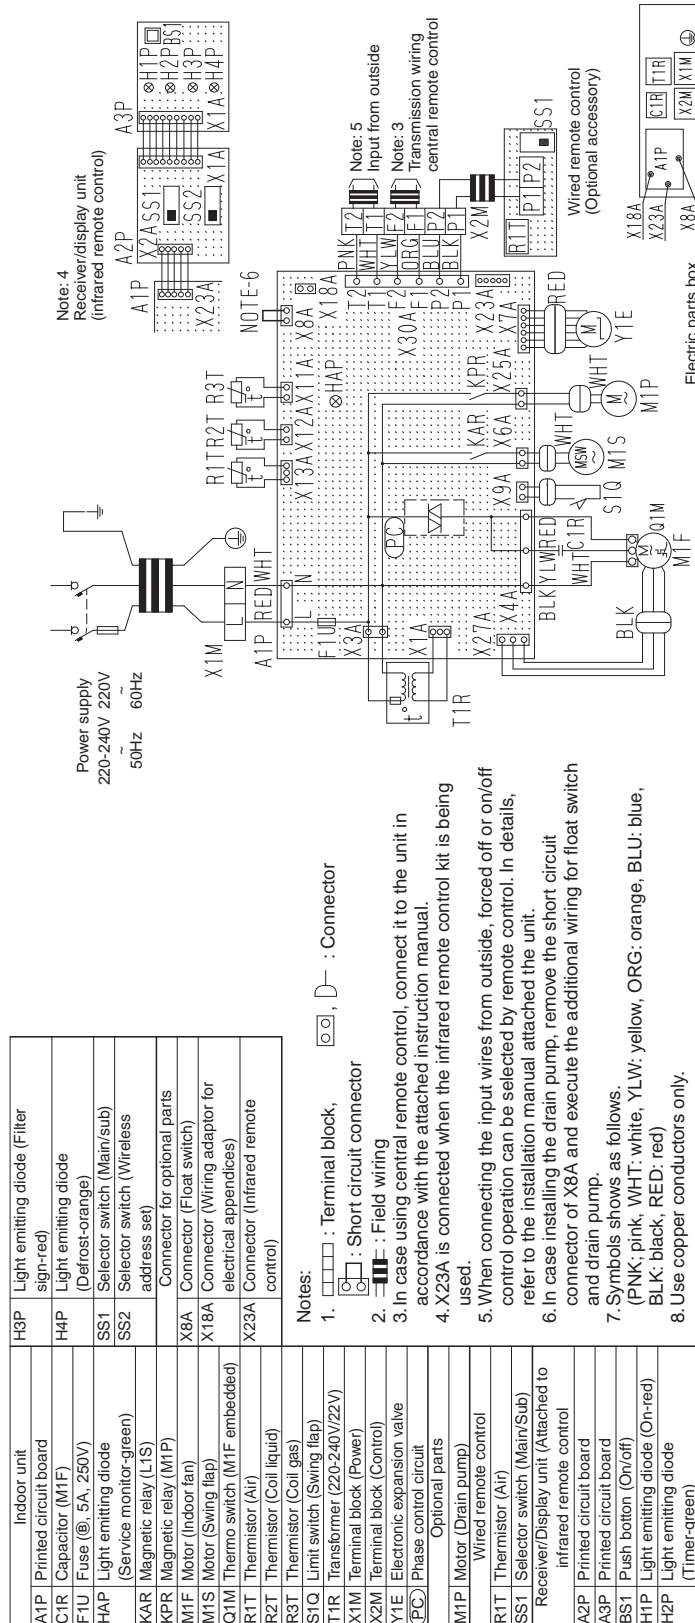 Indoor unit
A1P Printed circuit board
C1R Capacitor (M1F)
F1U Fuse (Ⓑ, 5A, 250V)
HAP Light emitting diode
(Service monitor-green)
KAR Magnetic relay (L1S)
KPR Magnetic relay (M1P)
M1F Motor (Indoor fan)
M1S Motor (Swing flap)
Q1M Thermo switch (M1F embedded)
R1T Thermistor (Air)
R2T Thermistor (Coil liquid)
R3T Thermistor (Coil gas)
S1Q Limit switch (Swing flap)
T1R Transformer (220-240V/22V)
X1M Terminal block (Power)
X2M Terminal block (Control)
Y1E Electronic expansion valve
PC Phase control circuit
Optional parts
M1P Motor (Drain pump)
Wired remote control
R1T Thermistor (Air)
SS1 Selector switch (Main/Sub)
Receiver/Display unit (Attached to
infrared remote control
A2P Printed circuit board
A3P Printed circuit board
BS1 Push botton (On/off)
H1P Light emitting diode (On-red)
H2P Light emitting diode
(Timer-green)
H3P Light emitting diode (Filter
sign-red)
H4P Light emitting diode
(Defrost-orange)
SS1 Selector switch (Main/sub)
SS2 Selector switch (Wireless
address set)
Connector for optional parts
X8A Connector (Float switch)
X18A Connector (Wiring adaptor for
electrical appendices)
X23A Connector (Infrared remote
control)
Notes:
1. : Terminal block, , : Connector
: Short circuit connector
2. : Field wiring
3. In case using central remote control, connect it to the unit in
accordance with the attached instruction manual.
4. X23A is connected when the infrared remote control kit is being
used.
5. When connecting the input wires from outside, forced off or on/off
control operation can be selected by remote control. In details,
refer to the installation manual attached the unit.
6. In case installing the drain pump, remove the short circuit
connector of X8A and execute the additional wiring for float switch
and drain pump.
7. Symbols shows as follows.
(PNK; pink, WHT: white, YLW: yellow, ORG: orange, BLU: blue,
BLK: black, RED: red)
8. Use copper conductors only.
Power supply
220-240V 220V
~ ~
50Hz 60Hz
X1M
L N
A1P RED WHT
L N
F1U
X3A
X1A
t°
T1R
X27A X4A
BLK YLW RED
WHT C1R
BLK
M~
Q1M
M1F
PC
R1T R2T R3T
t° t° t°
X13A X12A X11A
HAP
NOTE-6
X8A
X18A
KAR KPR
X9A X6A X25A X7A X23A
S1Q
WHT
MSW ~
M1S
WHT
M ~
M1P
RED
M
Y1E
X30A
T2 T1 F2 F1 P2 P1
PNK WHT YLW ORG BLU BLK
T2 T1 F2 F1 P2 P1
X2M
Note: 5
Input from outside
Note: 3
Transmission wiring
central remote control
R1T P1 P2
SS1
Wired remote control
(Optional accessory)
Note: 4
Receiver/display unit
(infrared remote control)
A1P
X23A
A2P
X2A SS1
SS2
X1A
A3P
X1A
H1P
H2P BS1
H3P
H4P
X18A
X23A
X8A
A1P
C1R T1R
X2M X1M
Electric parts box